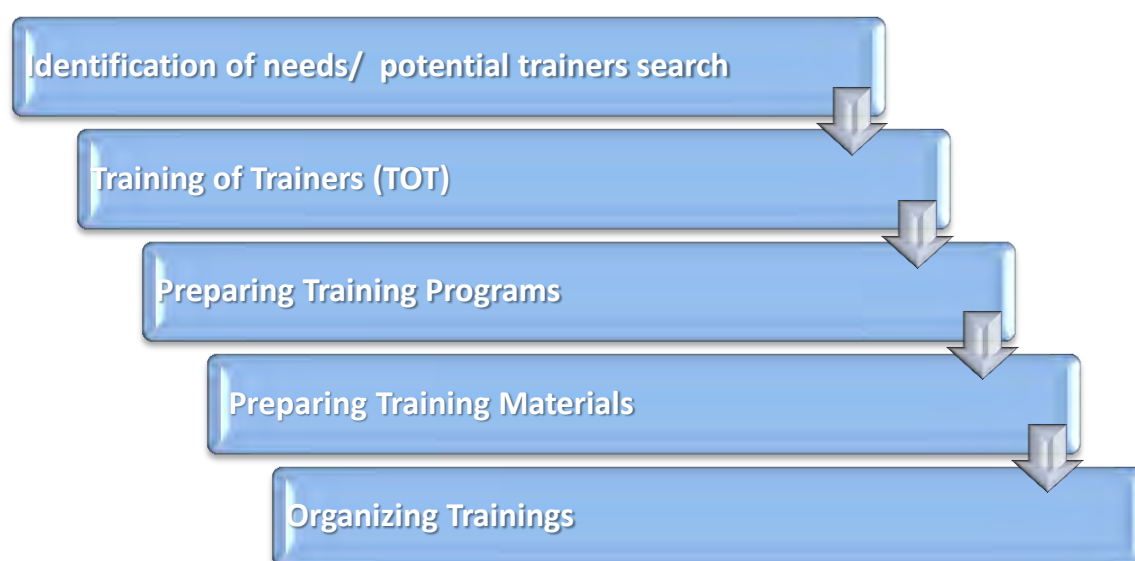 Identification of needs/ potential trainers search
Training of Trainers (TOT)
Preparing Training Programs
Preparing Training Materials
Organizing Trainings